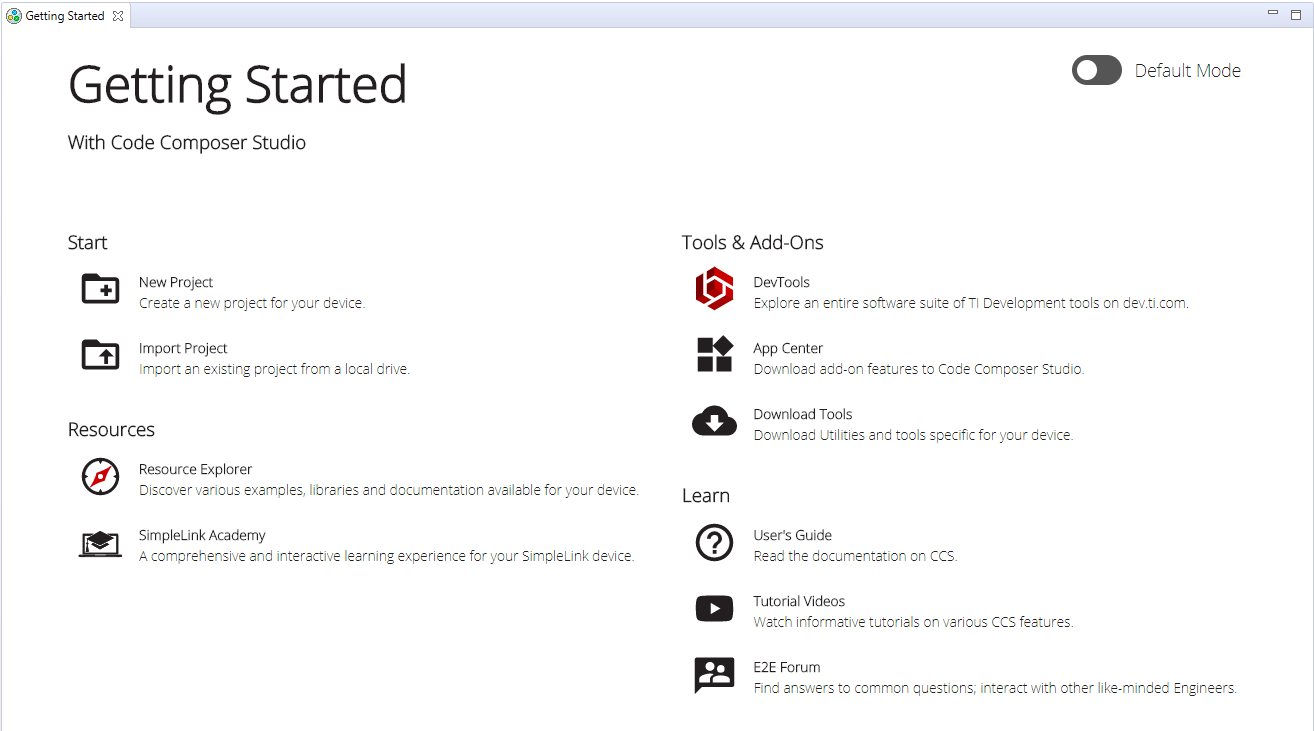 Getting Started
Getting Started
Default Mode
With Code Composer Studio
Start
New Project
Create a new project for your device.
Import Project
Import an existing project from a local drive.
Resources
Resource Explorer
Discover various examples, libraries and documentation available for your device.
SimpleLink Academy
A comprehensive and interactive learning experience for your SimpleLink device.
Tools & Add-Ons
DevTools
Explore an entire software suite of TI Development tools on dev.ti.com.
App Center
Download add-on features to Code Composer Studio.
Download Tools
Download Utilities and tools specific for your device.
Learn
User's Guide
Read the documentation on CCS.
Tutorial Videos
Watch informative tutorials on various CCS features.
E2E Forum
Find answers to common questions; interact with other like-minded Engineers.